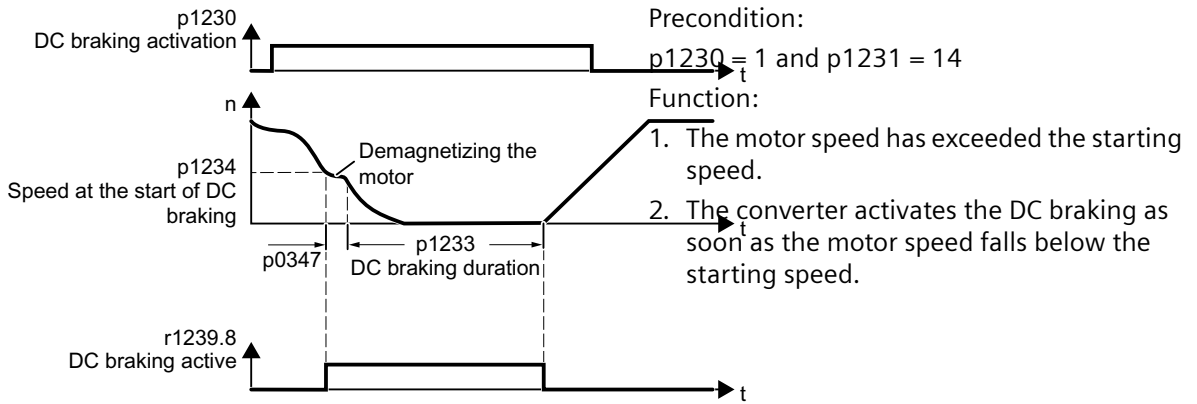 p1230
DC braking activation
t
n
p1234
Speed at the start of DC
braking
Demagnetizing the
motor
t
p0347
p1233
DC braking duration
r1239.8
DC braking active
t
Precondition:
p1230 = 1 and p1231 = 14
Function:
1. The motor speed has exceeded the starting
speed.
2. The converter activates the DC braking as
soon as the motor speed falls below the
starting speed.